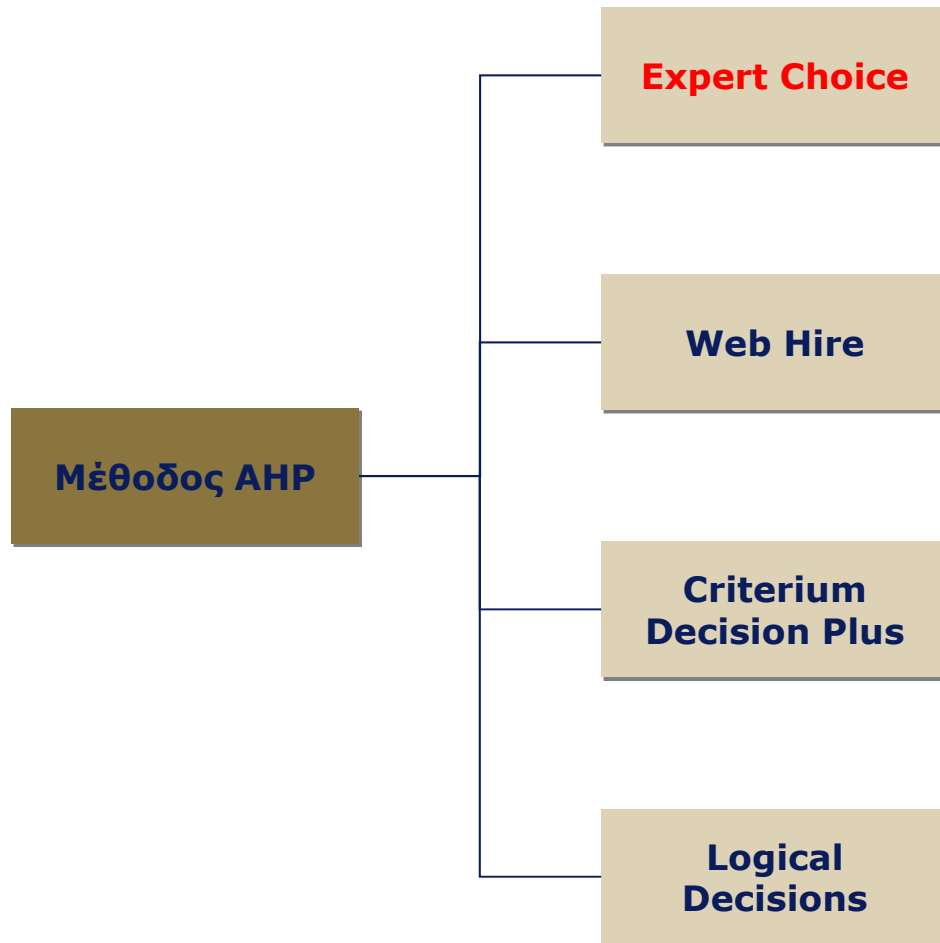 Expert Choice
Web Hire
Μέθοδος AHP
Criterium
Decision Plus
Logical
Decisions